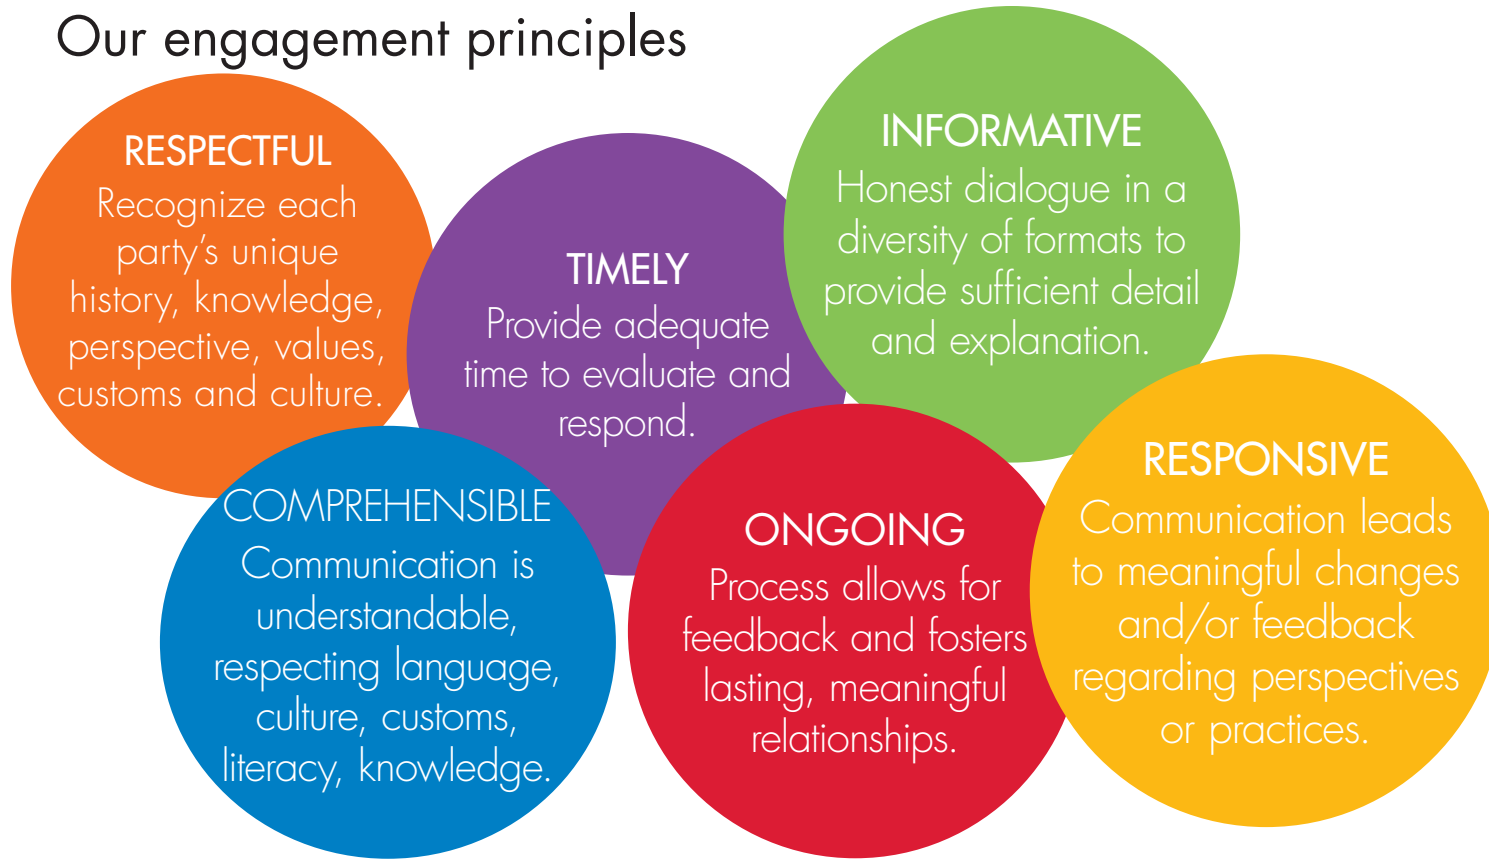 Our engagement principles
RESPECTFUL
Recognize each
party’s unique
history, knowledge,
perspective, values,
customs and culture.
TIMELY
Provide adequate
time to evaluate and
respond.
INFORMATIVE
Honest dialogue in a
diversity of formats to
provide sufficient detail
and explanation.
COMPREHENSIBLE
Communication is
understandable,
respecting language,
culture, customs,
literacy, knowledge.
ONGOING
Process allows for
feedback and fosters
lasting, meaningful
relationships.
RESPONSIVE
Communication leads
to meaningful changes
and/or feedback
regarding perspectives
or practices.